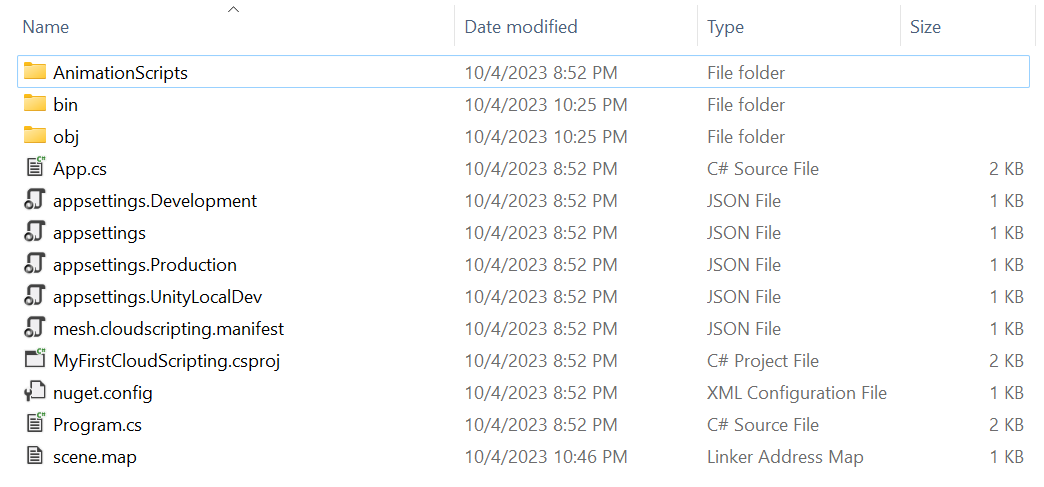 Name Date modified Type Size
AnimationScripts 10/4/2023 8:52 PM File folder
bin 10/4/2023 10:25 PM File folder
obj 10/4/2023 10:25 PM File folder
App.cs 10/4/2023 8:52 PM C# Source File 2 KB
appsettings.Development 10/4/2023 8:52 PM JSON File 1 KB
appsettings 10/4/2023 8:52 PM JSON File 1 KB
appsettings.Production 10/4/2023 8:52 PM JSON File 1 KB
appsettings.UnityLocalDev 10/4/2023 8:52 PM JSON File 1 KB
mesh.cloudscripting.manifest 10/4/2023 8:52 PM JSON File 1 KB
MyFirstCloudScripting.csproj 10/4/2023 8:52 PM C# Project File 2 KB
nuget.config 10/4/2023 8:52 PM XML Configuration File 1 KB
Program.cs 10/4/2023 8:52 PM C# Source File 2 KB
scene.map 10/4/2023 10:46 PM Linker Address Map 1 KB